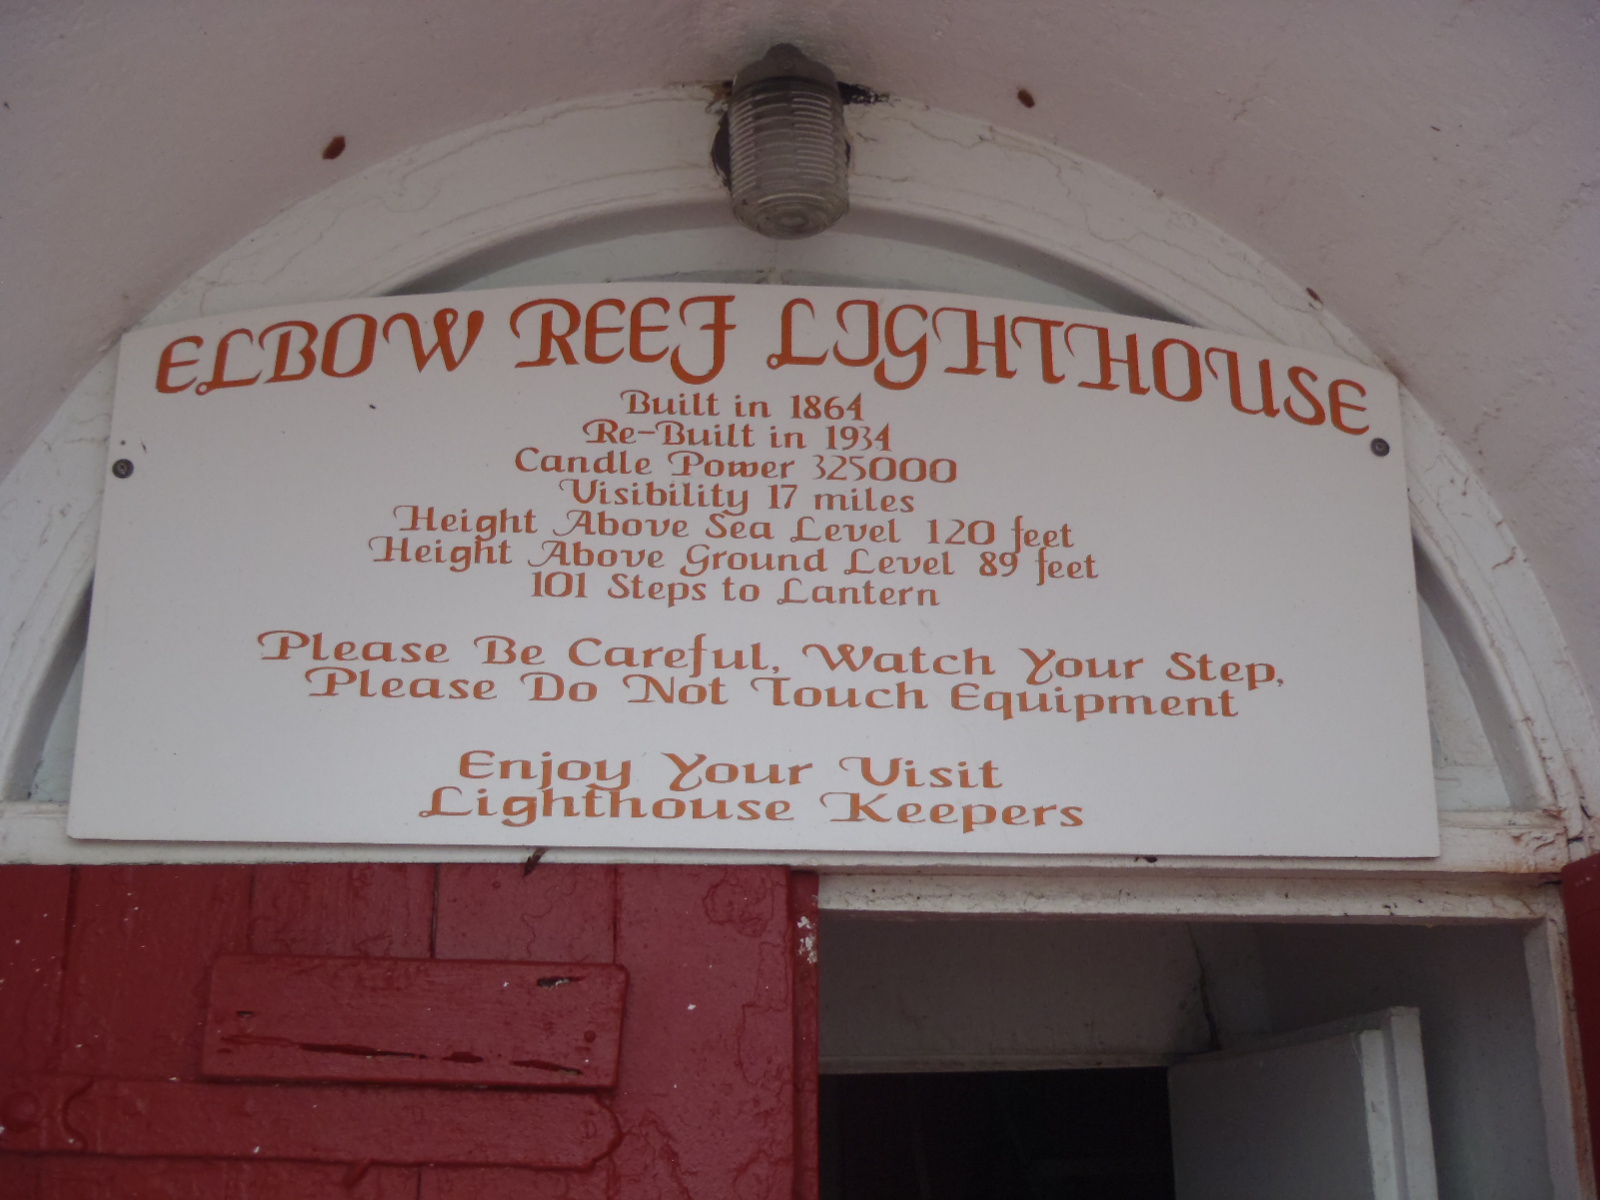 ELBOW REEF LIGHTHOUSE
Built in 1864
Re-Built in 1934
Candle Power 325000
Visibility 17 miles
Height Above Sea Level 120 feet
Height Above Ground Level 89 feet
101 Steps to Lantern
Please Be Careful, Watch Your Step,
Please Do Not Touch Equipment
Enjoy Your Visit
Lighthouse Keepers